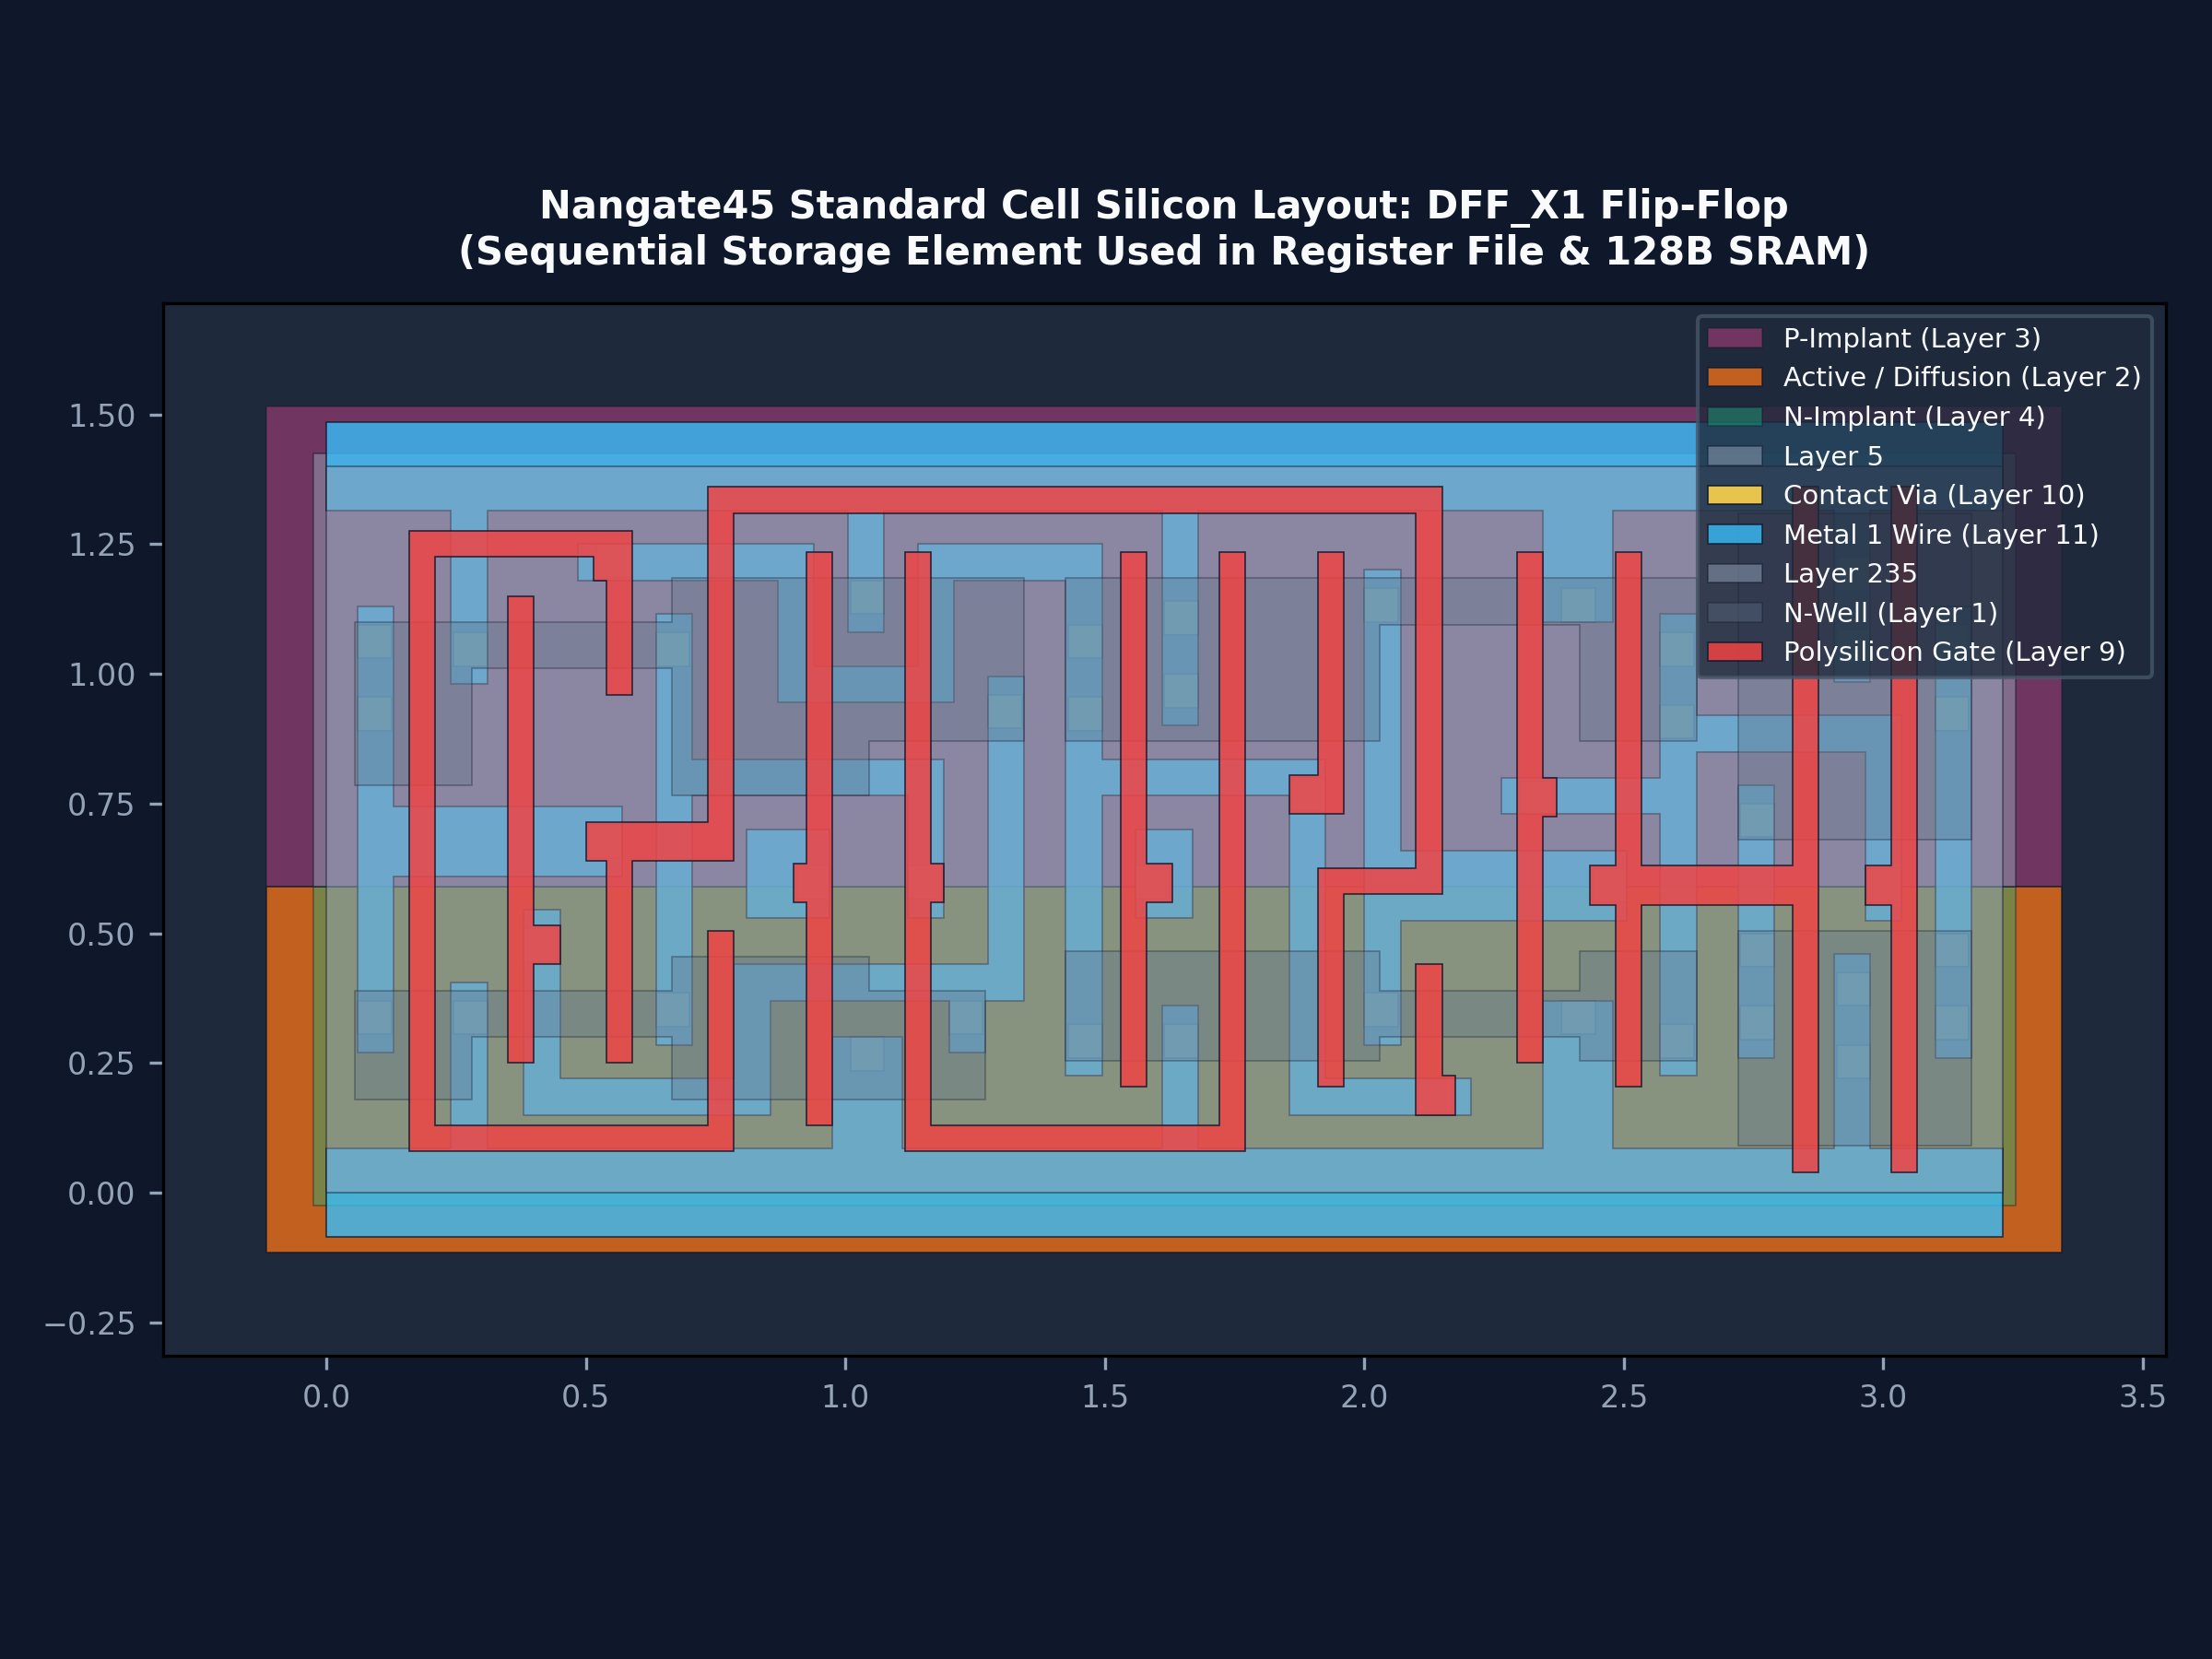 Nangate45 Standard Cell Silicon Layout: DFF_X1 Flip-Flop
(Sequential Storage Element Used in Register File & 128B SRAM)
P-Implant (Layer 3)
Active / Diffusion (Layer 2)
N-Implant (Layer 4)
Layer 5
Contact Via (Layer 10)
Metal 1 Wire (Layer 11)
Layer 235
N-Well (Layer 1)
Polysilicon Gate (Layer 9)
1.50
1.25
1.00
0.75
0.50
0.25
0.00
−0.25
0.0 0.5 1.0 1.5 2.0 2.5 3.0 3.5